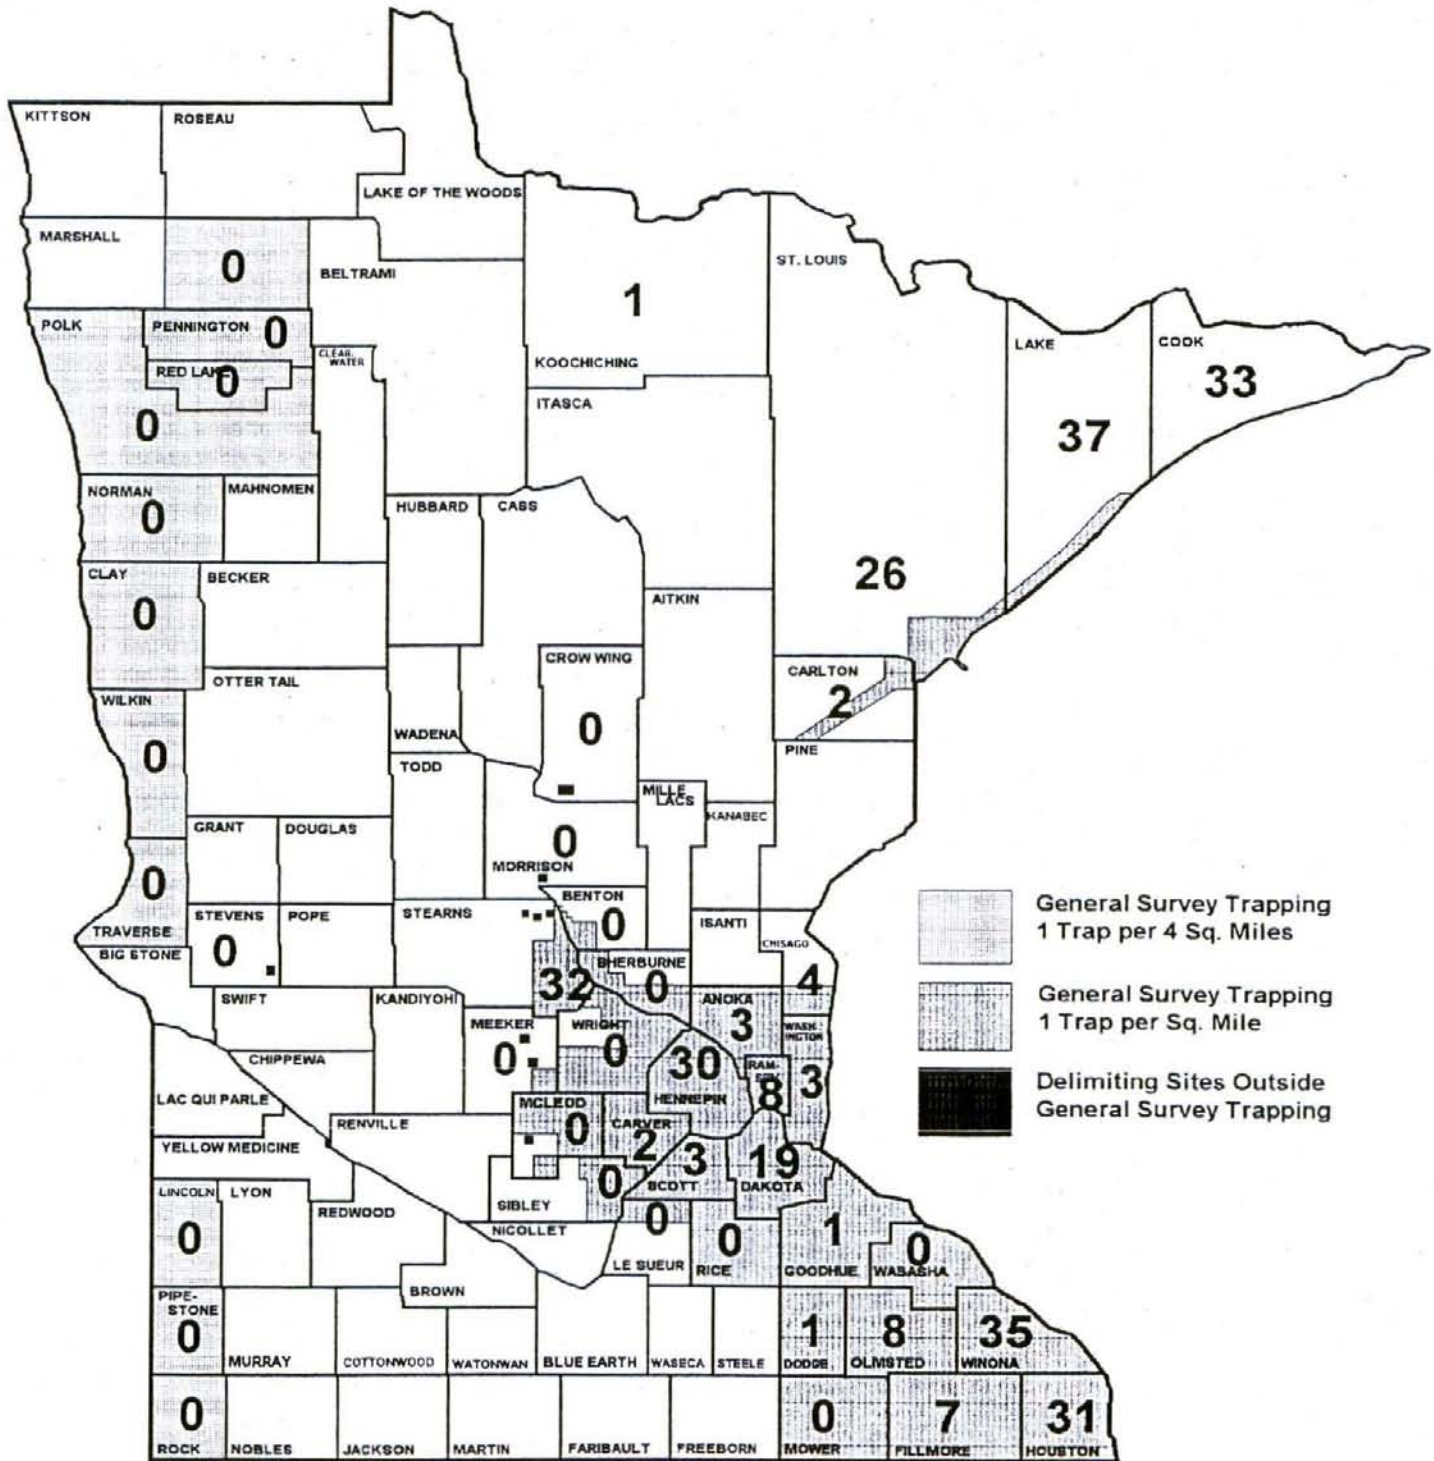 KITTSON
ROSEAU
LAKE OF THE WOODS
MARSHALL
0
BELTRAMI
ST. LOUIS
1
KOOCHICHING
POLK
PENNINGTON 0
CLEAR-
WATER
RED LAKE
0
0
LAKE
COOK
33
37
ITASCA
NORMAN
0
MAHNOMEN
HUBBARD
CASS
CLAY
0
BECKER
26
AITKIN
OTTER TAIL
CROW WING
0
CARLTON
2
WILKIN
0
WADENA
TODD
PINE
MILLE
LACS
KANABEC
GRANT
DOUGLAS
0
MORRISON
0
TRAVERSE
BENTON
0
STEVENS
0
POPE
STEARNS
ISANTI
CHISAGO
4
BIG STONE
32
SHERBURNE
0
SWIFT
KANDIYOHI
ANOKA
3
MEEKER
0
WRIGHT
0
WASH-
INGTON
3
CHIPPEWA
30
HENNEPIN
RAM-
SEY
8
LAC QUI PARLE
MCLEOD
0
CARVER
2
RENVILLE
YELLOW MEDICINE
3
SCOTT
19
DAKOTA
LINCOLN
0
LYON
REDWOOD
0
SIBLEY
NICOLLET
0
LE SUEUR
0
RICE
1
GOODHUE
0
WABASHA
BROWN
PIPE-
STONE
0
MURRAY
COTTONWOOD
WATONWAN
BLUE EARTH
WASECA
STEELE
1
DODGE
8
OLMSTED
35
WINONA
0
ROCK
NOBLES
JACKSON
MARTIN
FARIBAULT
FREEBORN
0
MOWER
7
FILLMORE
31
HOUSTON
General Survey Trapping
1 Trap per 4 Sq. Miles
General Survey Trapping
1 Trap per Sq. Mile
Delimiting Sites Outside
General Survey Trapping